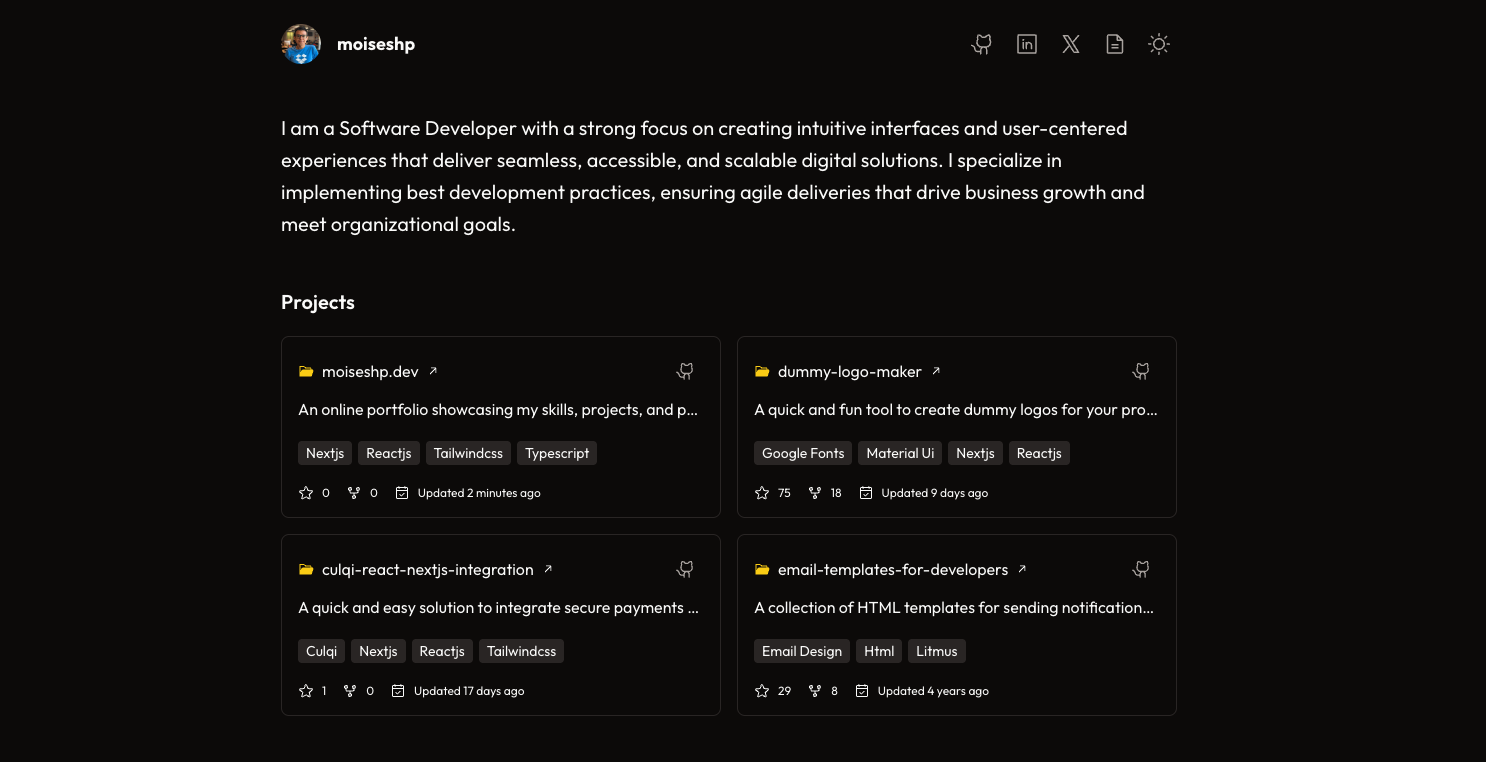 moiseshp
I am a Software Developer with a strong focus on creating intuitive interfaces and user-centered
experiences that deliver seamless, accessible, and scalable digital solutions. I specialize in
implementing best development practices, ensuring agile deliveries that drive business growth and
meet organizational goals.
Projects
moiseshp.dev
An online portfolio showcasing my skills, projects, and p...
Nextjs Reactjs Tailwindcss Typescript
0 0 Updated 2 minutes ago
dummy-logo-maker
A quick and fun tool to create dummy logos for your pro...
Google Fonts Material Ui Nextjs Reactjs
75 18 Updated 9 days ago
culqi-react-nextjs-integration
A quick and easy solution to integrate secure payments ...
Culqi Nextjs Reactjs Tailwindcss
1 0 Updated 17 days ago
email-templates-for-developers
A collection of HTML templates for sending notification...
Email Design Html Litmus
29 8 Updated 4 years ago